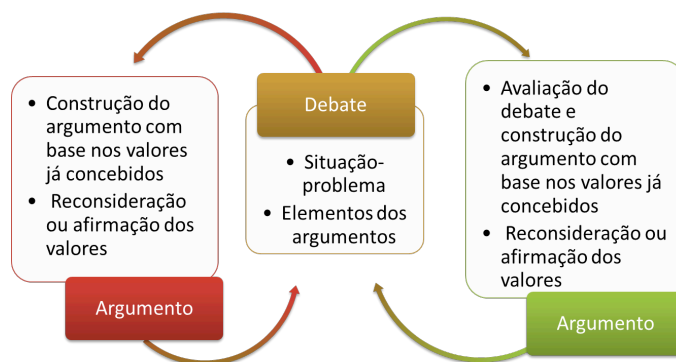 • Construção do
argumento com
base nos valores
já concebidos
• Reconsideração
ou afirmação dos
valores
Argumento
Debate
• Situação-
problema
• Elementos dos
argumentos
• Avaliação do
debate e
construção do
argumento com
base nos valores já
concebidos
• Reconsideração ou
afirmação dos
valores
Argumento